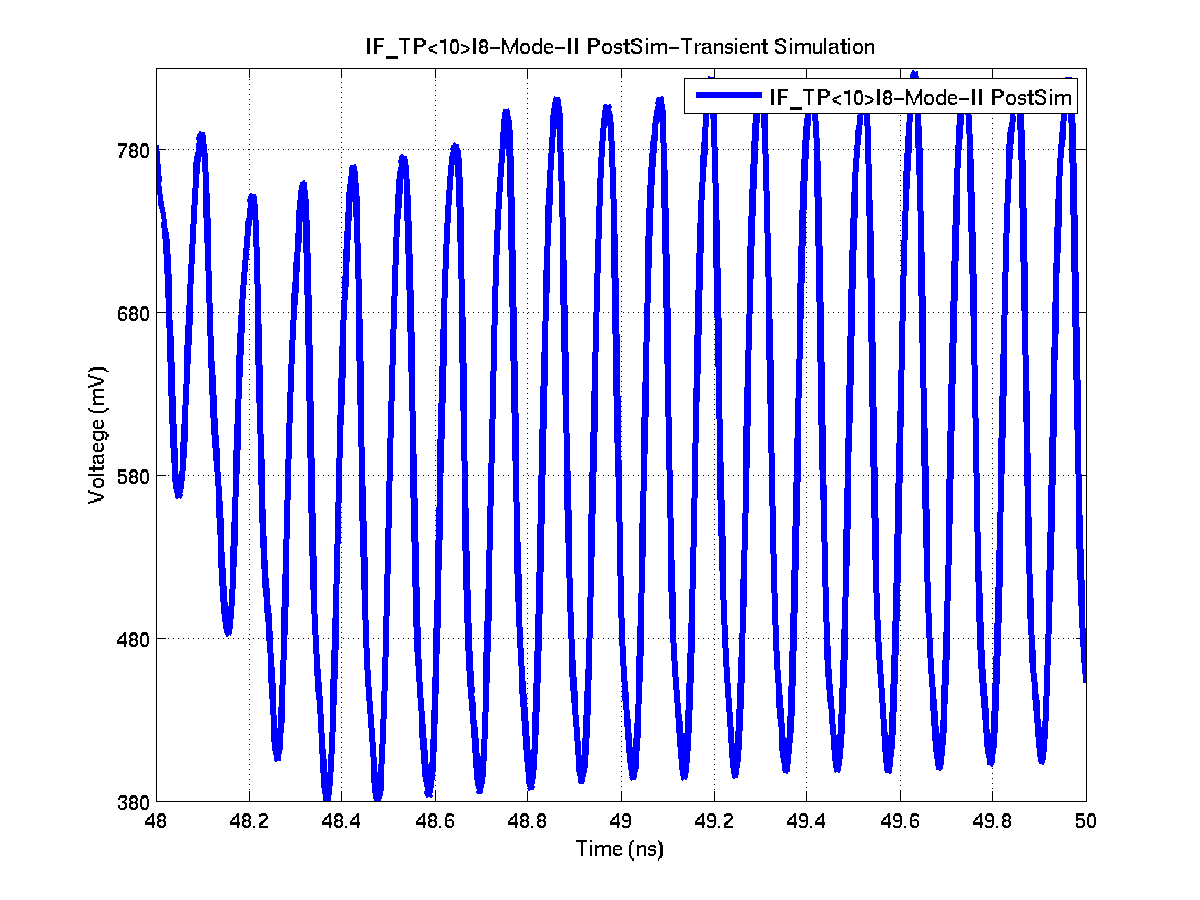 IF_TP<10>I8-Mode-II PostSim-Transient Simulation
IF_TP<10>I8-Mode-II PostSim
780
680
580
480
380
Voltaege (mV)
48 48.2 48.4 48.6 48.8 49 49.2 49.4 49.6 49.8 50
Time (ns)